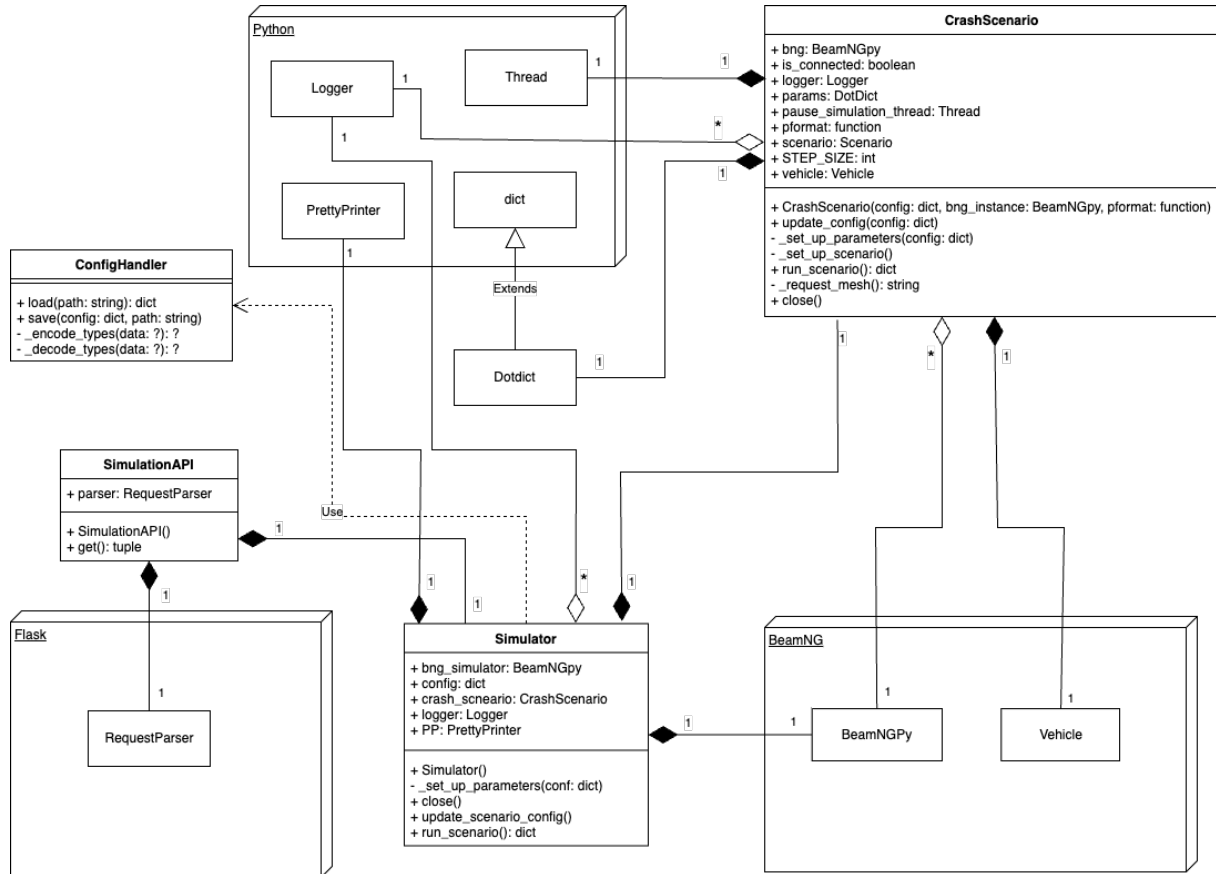 Python
Logger
1
1
Thread
1
1
*
1
PrettyPrinter
1
dict
Extends
Dotdict
1
CrashScenario
+ bng: BeamNGpy
+ is_connected: boolean
+ logger: Logger
+ params: DotDict
+ pause_simulation_thread: Thread
+ pformat: function
+ scenario: Scenario
+ STEP_SIZE: int
+ vehicle: Vehicle
+ CrashScenario(config: dict, bng_instance: BeamNGpy, pformat: function)
+ update_config(config: dict)
- _set_up_parameters(config: dict)
- _set_up_scenario()
+ run_scenario(): dict
- _request_mesh(): string
+ close()
1
*
1
ConfigHandler
+ load(path: string): dict
+ save(config: dict, path: string)
- _encode_types(data: ?): ?
- _decode_types(data: ?): ?
SimulationAPI
+ parser: RequestParser
+ SimulationAPI()
+ get(): tuple
1
1
Use
1
1
*
1
Flask
1
RequestParser
Simulator
+ bng_simulator: BeamNGpy
+ config: dict
+ crash_scneario: CrashScenario
+ logger: Logger
+ PP: PrettyPrinter
+ Simulator()
- _set_up_parameters(conf: dict)
+ close()
+ update_scenario_config()
+ run_scenario(): dict
1
1
BeamNG
1
1
BeamNGPy
Vehicle